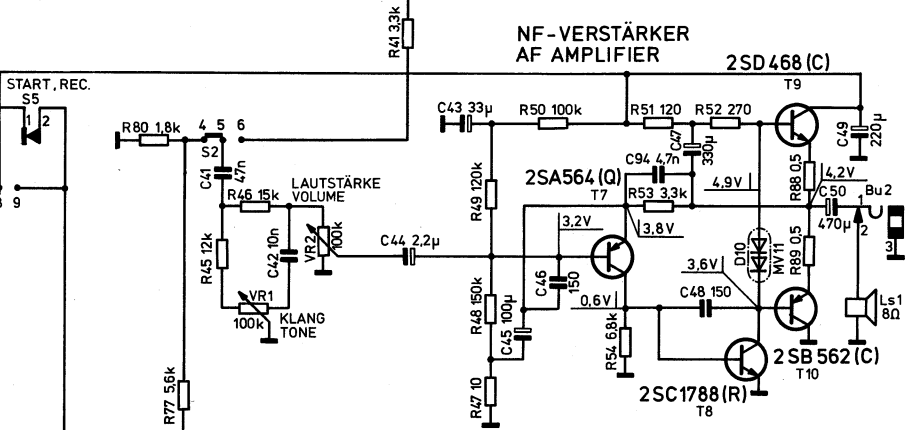 R41 3,3k
NF-VERSTÄRKER
AF AMPLIFIER
2SD468(C)
T9
START, REC.
S5
1 2
R80 1,8k
4 5 6
S2
C43 33µ
R50 100k
R51 120
R52 270
C47
330µ
C49
220µ
C41
47n
C94 4,7n
2SA564(Q)
T7
R53 3,3k
4,9V
R88 0,5
4,2V
C50
470µ
Bu2
1
2
3
8 9
R46 15k
LAUTSTÄRKE
VOLUME
R49 120k
3,2V
3,8V
R45 12k
C42 10n
VR2
100k
C44 2,2µ
D10
MV11
R89 0,5
3,6V
C46
150
0,6V
C48 150
VR1
100k
KLANG
TONE
R48 150k
C45 100µ
R54 6,8k
Ls1
8Ω
2SB562(C)
T10
2SC1788(R)
T8
R77 5,6k
R47 10